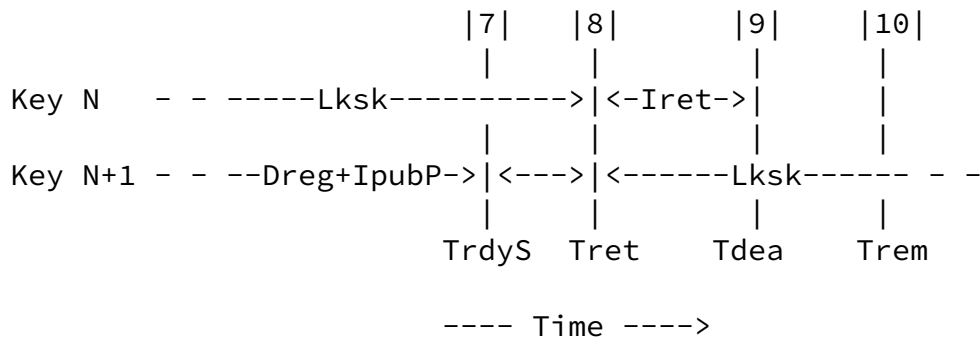 |7|   |8|       |9|     |10|
|     |         |       |
Key N   - - -----Lksk---------->|<-Iret->|       |
|     |         |       |
Key N+1 - - --Dreg+IpubP->|<--->|<------Lksk------ - -
|     |         |       |
TrdyS  Tret     Tdea    Trem
---- Time ---->